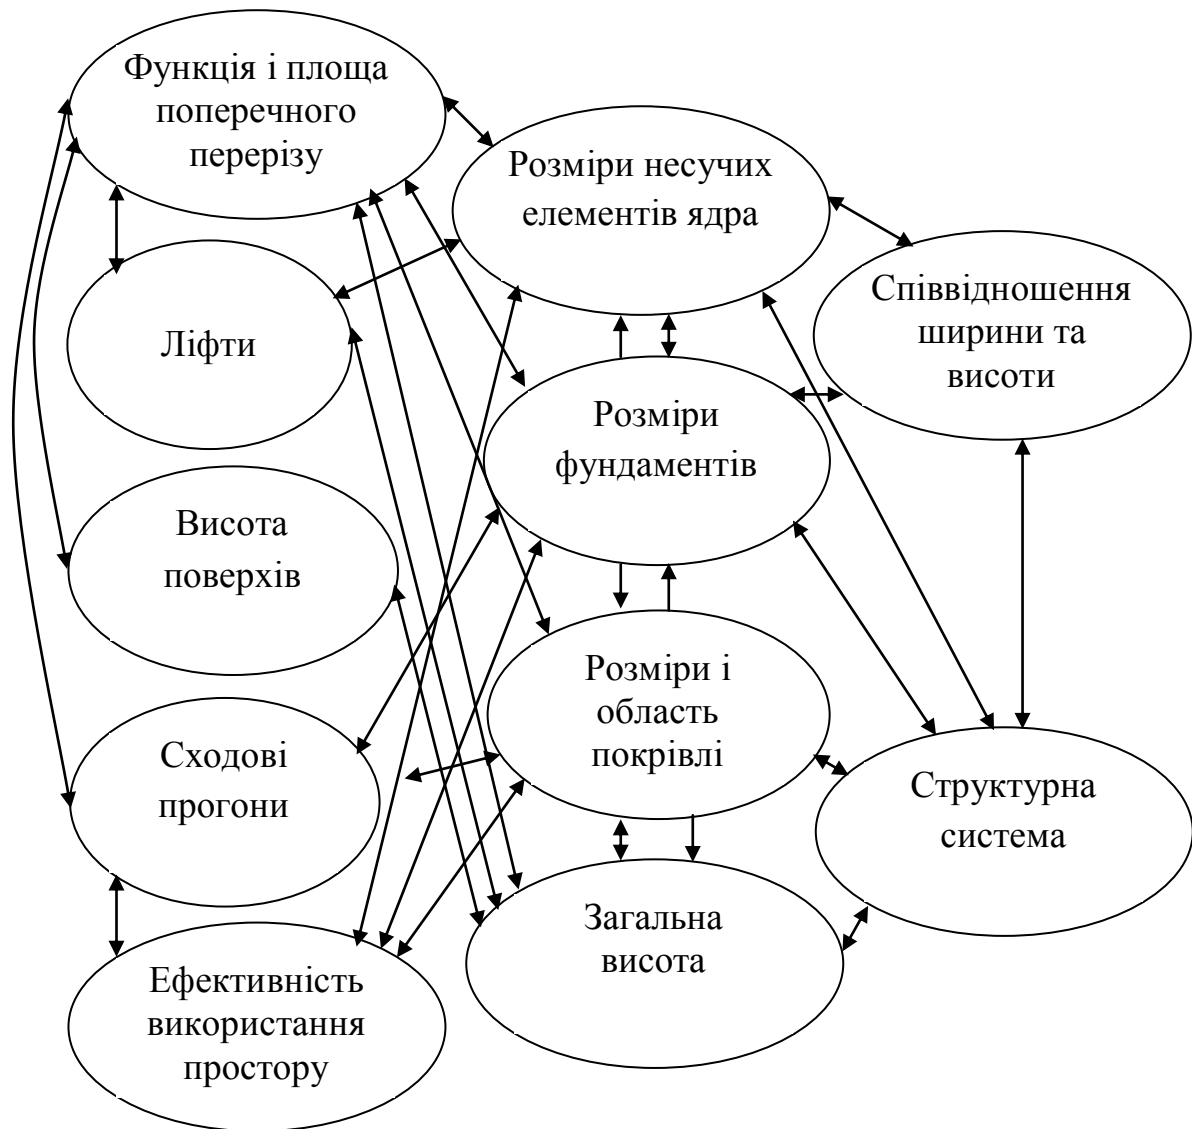 Функція і площа
поперечного
перерізу
Розміри несучих
елементів ядра
Співвідношення
ширини та
висоти
Ліфти
Розміри
фундаментів
Висота
поверхів
Розміри і
область
покрівлі
Сходові
прогони
Структурна
система
Загальна
висота
Ефективність
використання
простору